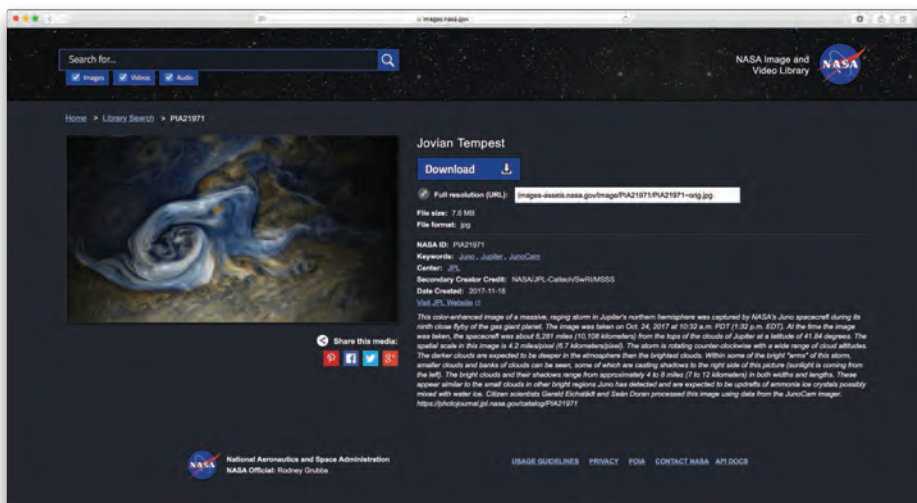 images.nasa.gov
Search for...
Images Videos Audio
NASA Image and
Video Library
NASA
Home > Library Search > PIA21971
Jovian Tempest
Download
Full resolution (URL): images-assets.nasa.gov/image/PIA21971/PIA21971~orig.jpg
File size: 7.6 MB
File format: jpg
NASA ID: PIA21971
Keywords: Juno, Jupiter, JunoCam
Center: JPL
Secondary Creator Credit: NASA/JPL-Caltech/SwRI/MSSS
Date Created: 2017-11-16
Visit JPL Website
This color-enhanced image of a massive, raging storm in Jupiter's northern hemisphere was captured by NASA's Juno spacecraft during its
ninth close flyby of the gas giant planet. The image was taken on Oct. 24, 2017 at 10:32 a.m. PDT (1:32 p.m. EDT). At the time the image
was taken, the spacecraft was about 6,281 miles (10,108 kilometers) from the tops of the clouds of Jupiter at a latitude of 41.84 degrees. The
spatial scale in this image is 4.2 miles/pixel (6.7 kilometers/pixel). The storm is rotating counter-clockwise with a wide range of cloud altitudes.
The darker clouds are expected to be deeper in the atmosphere than the brightest clouds. Within some of the bright "arms" of this storm,
smaller clouds and banks of clouds can be seen, some of which are casting shadows to the right side of this picture (sunlight is coming from
the left). The bright clouds and their shadows range from approximately 4 to 8 miles (7 to 12 kilometers) in both widths and lengths. These
appear similar to the small clouds in other bright regions Juno has detected and are expected to be updrafts of ammonia ice crystals possibly
mixed with water ice. Citizen scientists Gerald Eichstädt and Seán Doran processed this image using data from the JunoCam imager.
https://photojournal.jpl.nasa.gov/catalog/PIA21971
Share this media:
NASA
National Aeronautics and Space Administration
NASA Official: Rodney Grubbs
USAGE GUIDELINES PRIVACY FOIA CONTACT NASA API DOCS